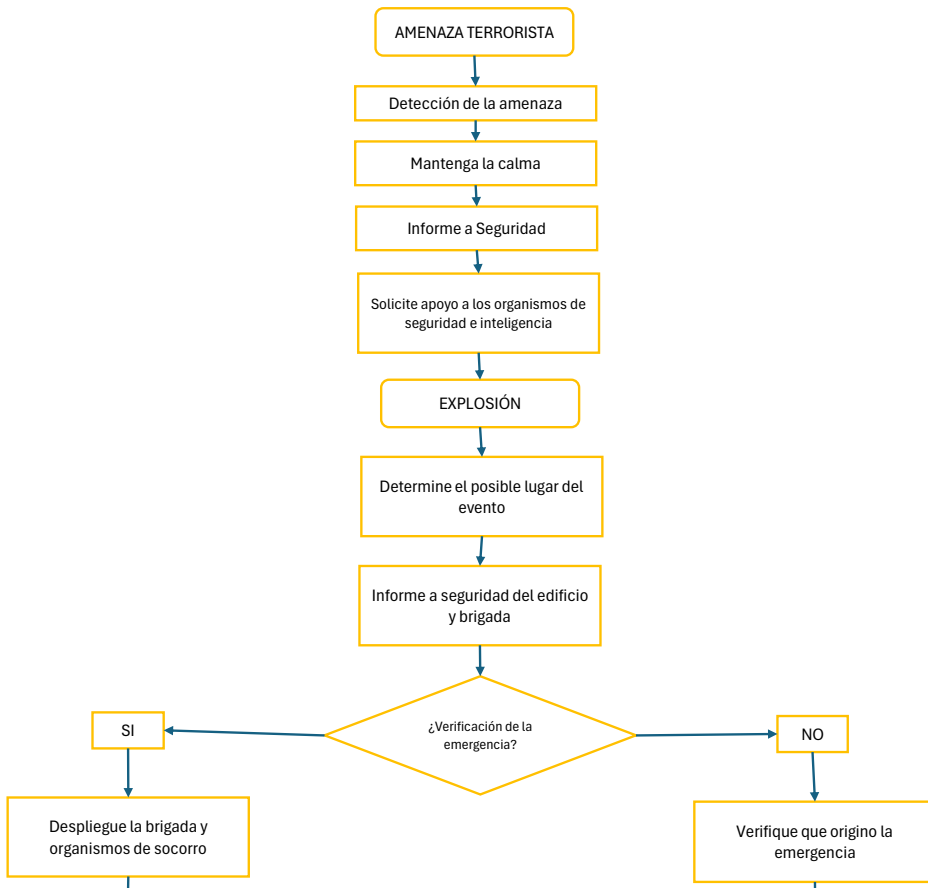 AMENAZA TERRORISTA
Detección de la amenaza
Mantenga la calma
Informe a Seguridad
Solicite apoyo a los organismos de
seguridad e inteligencia
EXPLOSIÓN
Determine el posible lugar del
evento
Informe a seguridad del edificio
y brigada
¿Verificación de la
emergencia?
SI
NO
Despliegue la brigada y
organismos de socorro
Verifique que origino la
emergencia